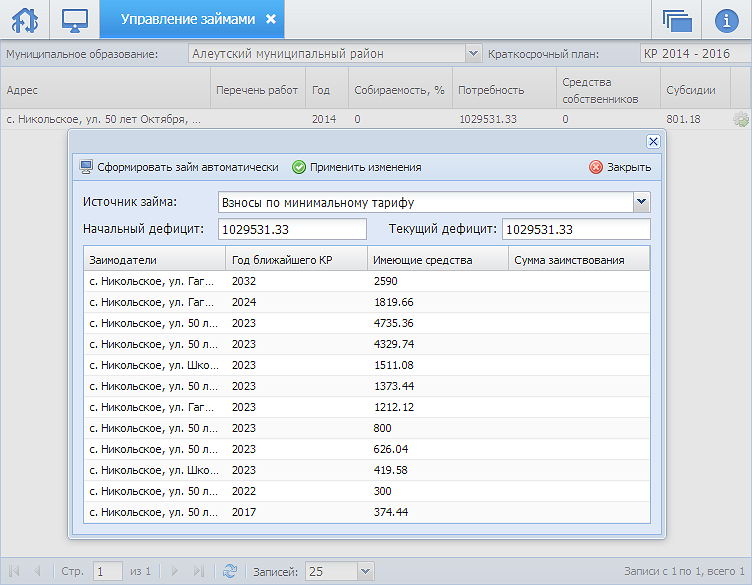 Управление займами
Муниципальное образование: Алеутский муниципальный район Краткосрочный план: КР 2014 - 2016
Адрес Перечень работ Год Собираемость, % Потребность Средства собственников Субсидии
с. Никольское, ул. 50 лет Октября, ... 2014 0 1029531.33 0 801.18
Сформировать займ автоматически Применить изменения Закрыть
Источник займа: Взносы по минимальному тарифу
Начальный дефицит: 1029531.33 Текущий дефицит: 1029531.33
Заимодатели Год ближайшего КР Имеющие средства Сумма заимствования
с. Никольское, ул. Гаг... 2032 2590
с. Никольское, ул. Гаг... 2024 1819.66
с. Никольское, ул. 50 л... 2023 4735.36
с. Никольское, ул. 50 л... 2023 4329.74
с. Никольское, ул. Шко... 2023 1511.08
с. Никольское, ул. 50 л... 2023 1373.44
с. Никольское, ул. Гаг... 2023 1212.12
с. Никольское, ул. 50 л... 2023 800
с. Никольское, ул. 50 л... 2023 626.04
с. Никольское, ул. Шко... 2023 419.58
с. Никольское, ул. 50 л... 2022 300
с. Никольское, ул. 50 л... 2017 374.44
Стр. 1 из 1 Записей: 25 Записи с 1 по 1, всего 1